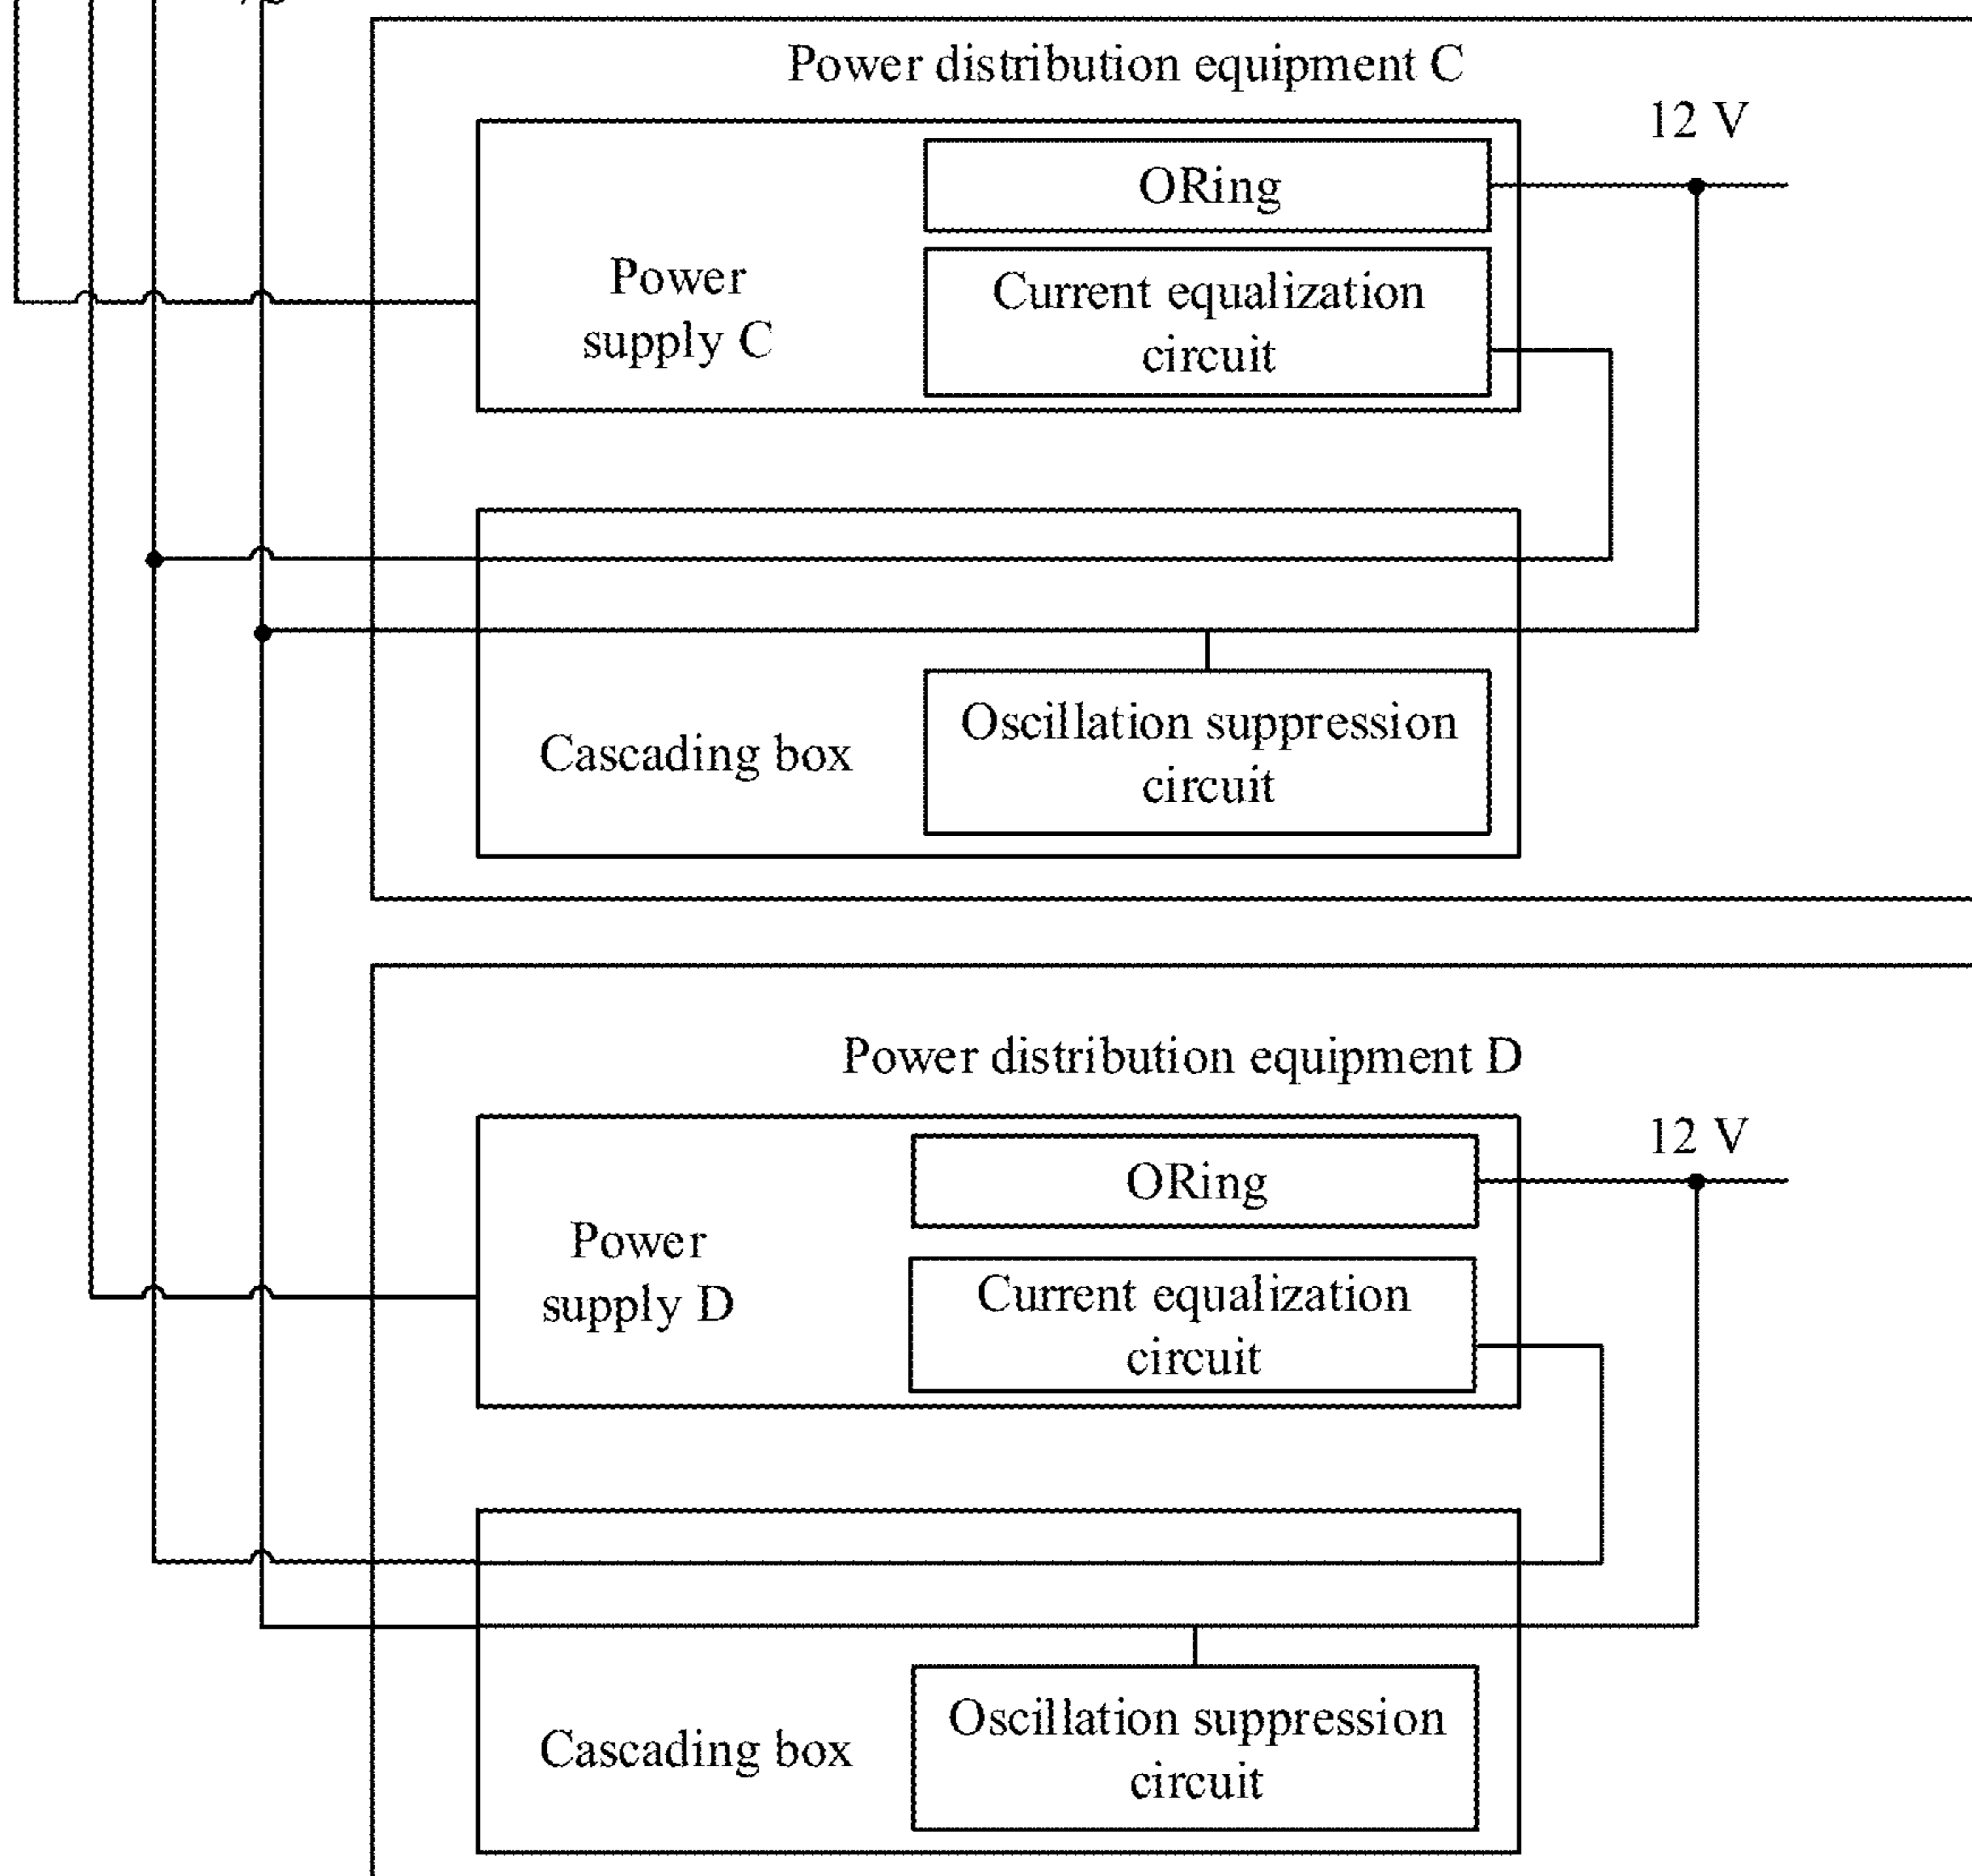 Power distribution equipment C
12 V
ORing
Power
supply C
Current equalization
circuit
Cascading box
Oscillation suppression
circuit
Power distribution equipment D
12 V
ORing
Power
supply D
Current equalization
circuit
Cascading box
Oscillation suppression
circuit